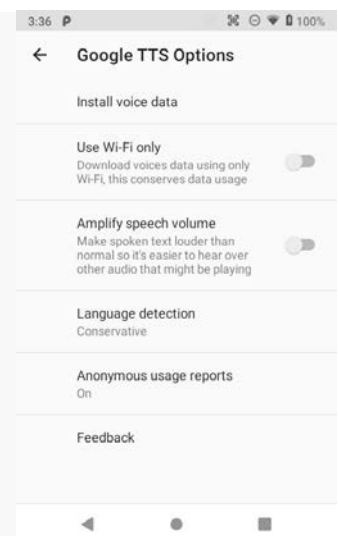 3:36 P 100%
Google TTS Options
Install voice data
Use Wi-Fi only
Download voices data using only
Wi-Fi, this conserves data usage
Amplify speech volume
Make spoken text louder than
normal so it's easier to hear over
other audio that might be playing
Language detection
Conservative
Anonymous usage reports
On
Feedback